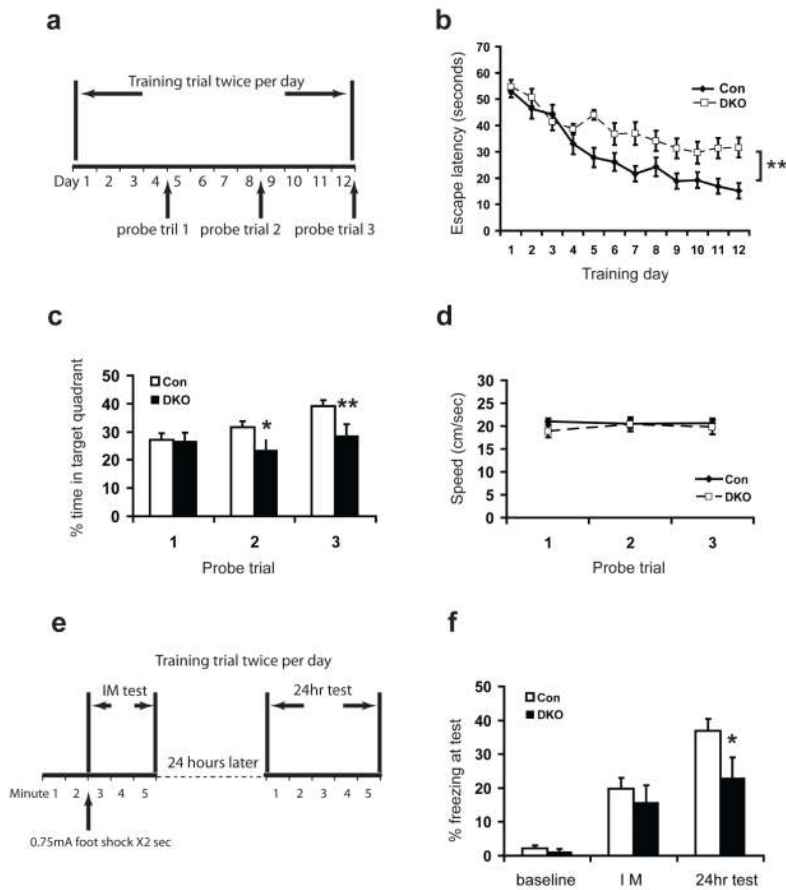 a
Training trial twice per day
Day 1 2 3 4 5 6 7 8 9 10 11 12
probe tril 1 probe trial 2 probe trial 3
b
Escape latency (seconds)
70
60
50
40
30
20
10
0
Con
DKO
**
1 2 3 4 5 6 7 8 9 10 11 12
Training day
c
% time in target quadrant
50
40
30
20
10
0
Con
DKO
*
**
1 2 3
Probe trial
d
Speed (cm/sec)
30
25
20
15
10
5
0
Con
DKO
1 2 3
Probe trial
e
Training trial twice per day
IM test 24hr test
24 hours later
Minute 1 2 3 4 5 1 2 3 4 5
0.75mA foot shock X2 sec
f
% freezing at test
50
40
30
20
10
0
Con
DKO
*
baseline I M 24hr test